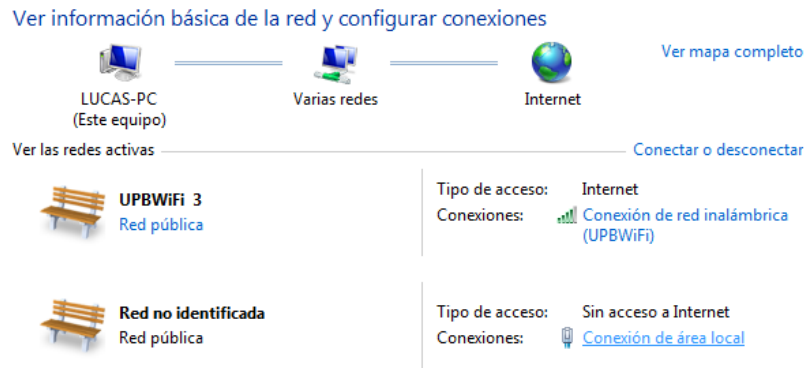 Ver información básica de la red y configurar conexiones
Ver mapa completo
LUCAS-PC
(Este equipo)
Varias redes
Internet
Ver las redes activas
Conectar o desconectar
UPBWiFi 3
Red pública
Tipo de acceso: Internet
Conexiones: Conexión de red inalámbrica
(UPBWiFi)
Red no identificada
Red pública
Tipo de acceso: Sin acceso a Internet
Conexiones: Conexión de área local